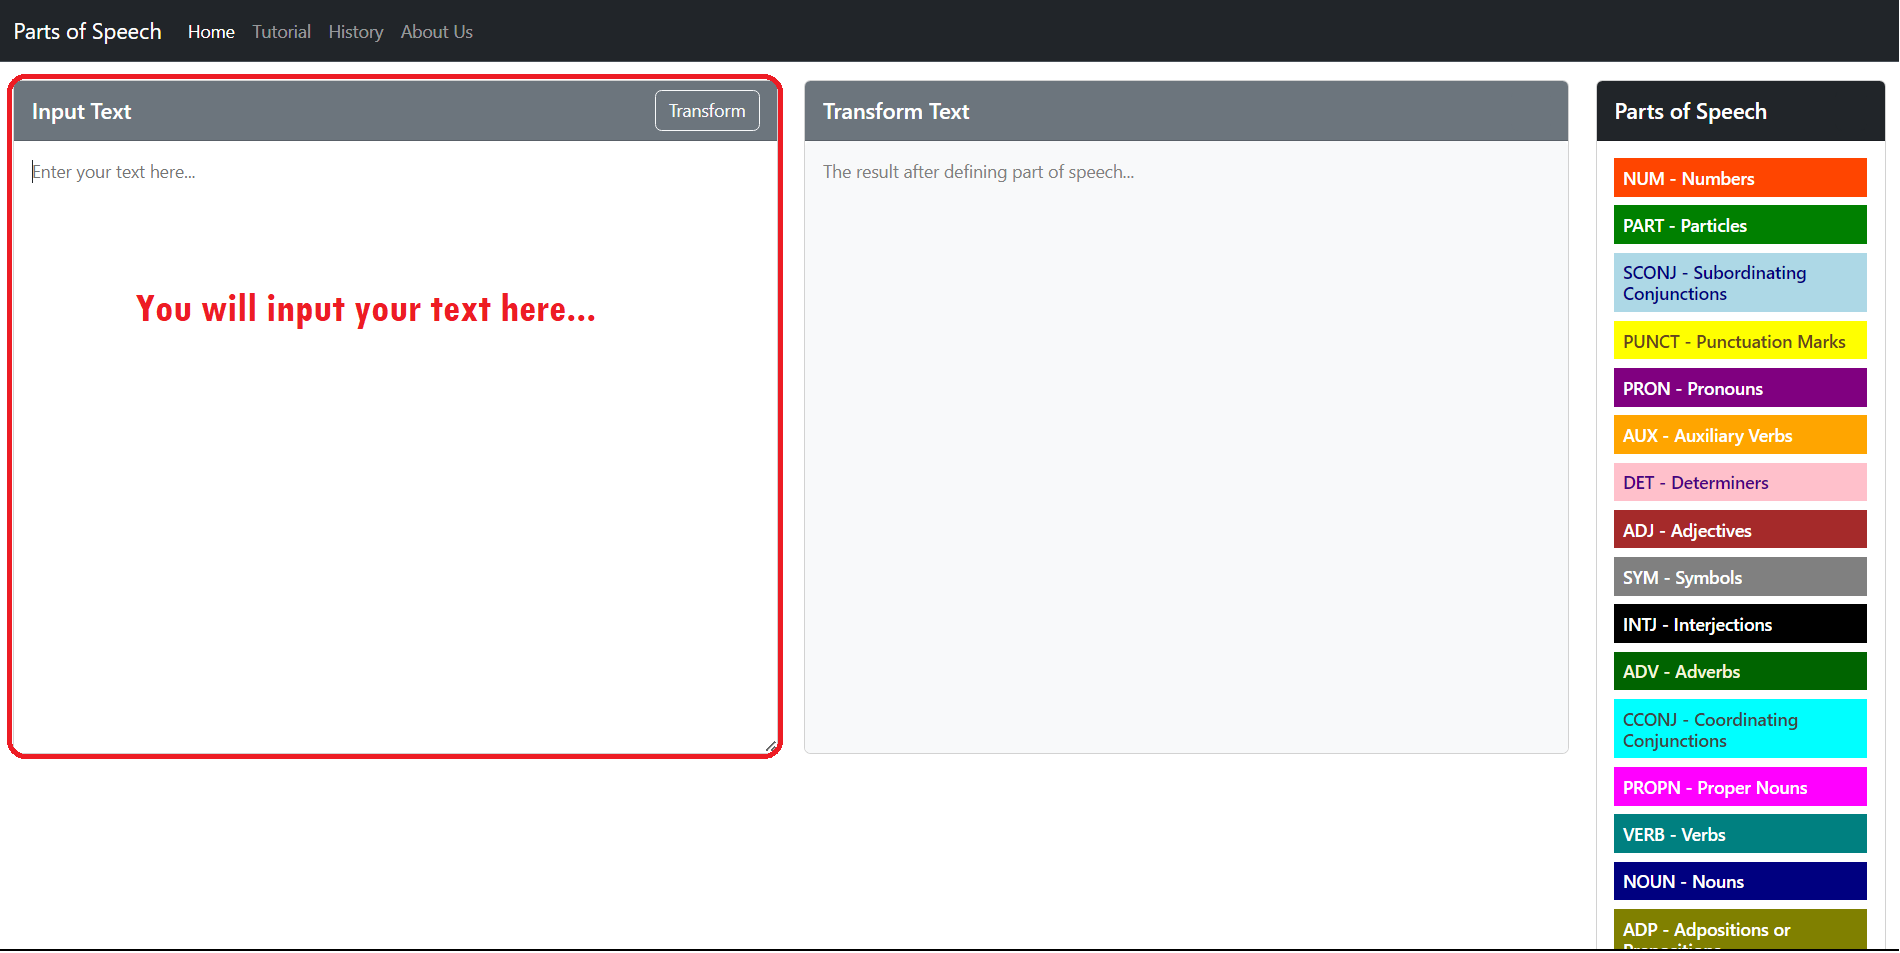 Parts of Speech Home Tutorial History About Us
Input Text Transform
Enter your text here...
You will input your text here...
Transform Text
The result after defining part of speech...
Parts of Speech
NUM - Numbers
PART - Particles
SCONJ - Subordinating
Conjunctions
PUNCT - Punctuation Marks
PRON - Pronouns
AUX - Auxiliary Verbs
DET - Determiners
ADJ - Adjectives
SYM - Symbols
INTJ - Interjections
ADV - Adverbs
CCONJ - Coordinating
Conjunctions
PROPN - Proper Nouns
VERB - Verbs
NOUN - Nouns
ADP - Adpositions or